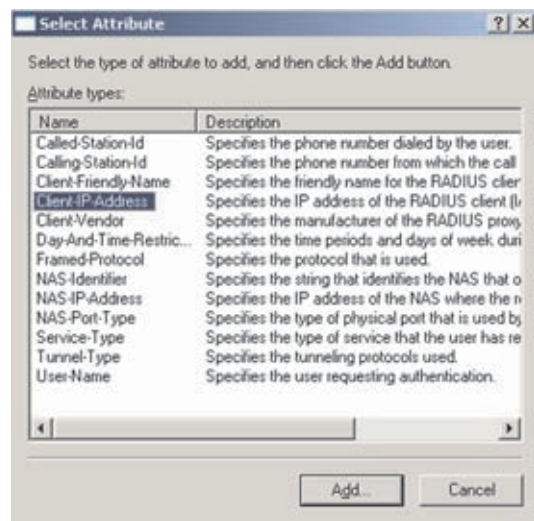 Select Attribute
Select the type of attribute to add, and then click the Add button.
Attribute types:
Name Description
Called-Station-Id Specifies the phone number dialed by the user.
Calling-Station-Id Specifies the phone number from which the call
Client-Friendly-Name Specifies the friendly name for the RADIUS clier
Client-IP-Address Specifies the IP address of the RADIUS client (I
Client-Vendor Specifies the manufacturer of the RADIUS proxy
Day-And-Time-Restric... Specifies the time periods and days of week duri
Framed-Protocol Specifies the protocol that is used.
NAS-Identifier Specifies the string that identifies the NAS that o
NAS-IP-Address Specifies the IP address of the NAS where the
NAS-Port-Type Specifies the type of physical port that is used by
Service-Type Specifies the type of service that the user has re
Tunnel-Type Specifies the tunneling protocols used.
User-Name Specifies the user requesting authentication.
Add... Cancel